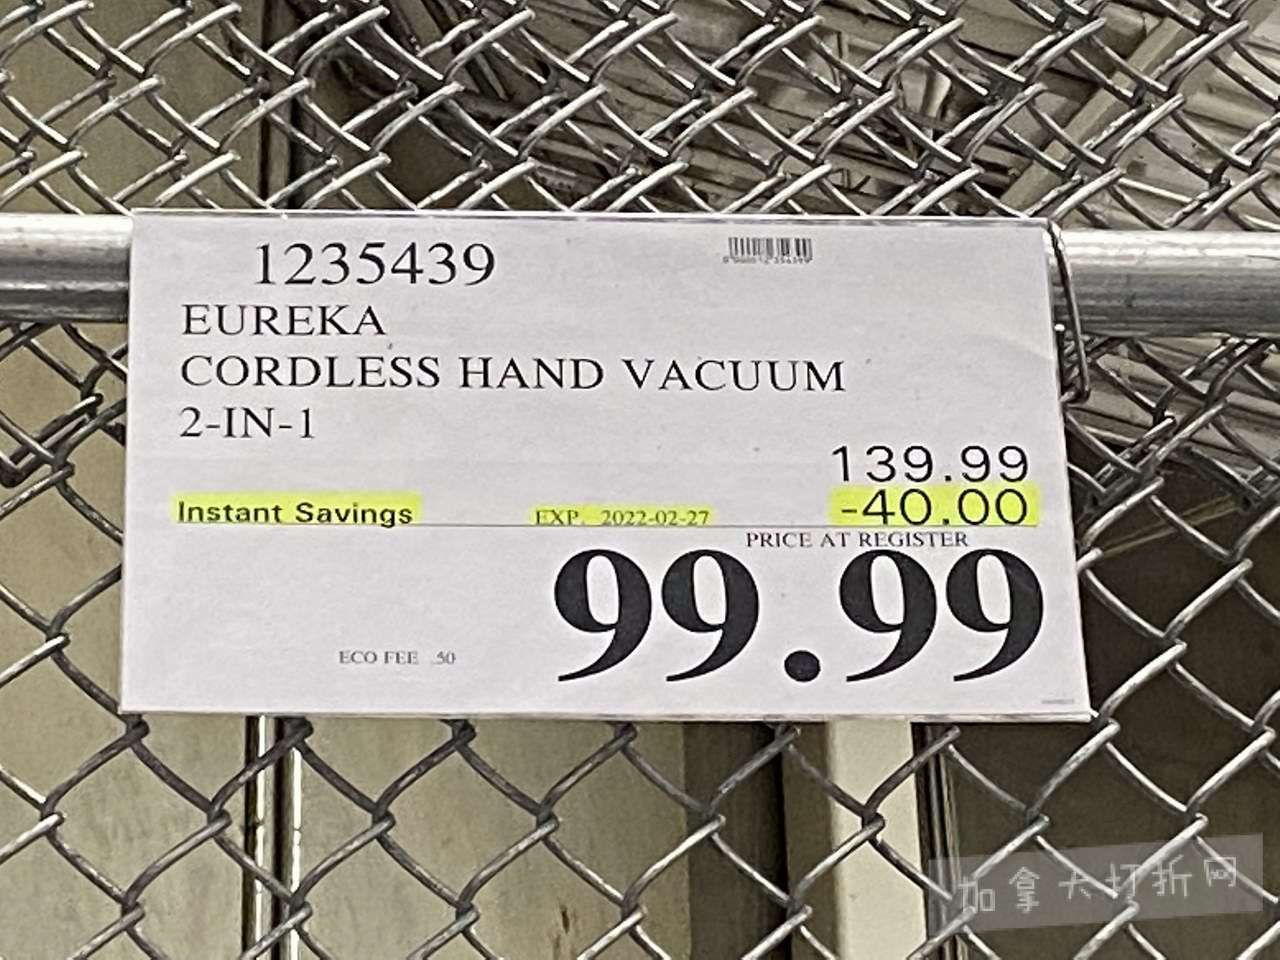 1235439
EUREKA
CORDLESS HAND VACUUM
2-IN-1
139.99
Instant Savings EXP. 2022-02-27 -40.00
PRICE AT REGISTER
99.99
ECO FEE .50
加拿大打折网